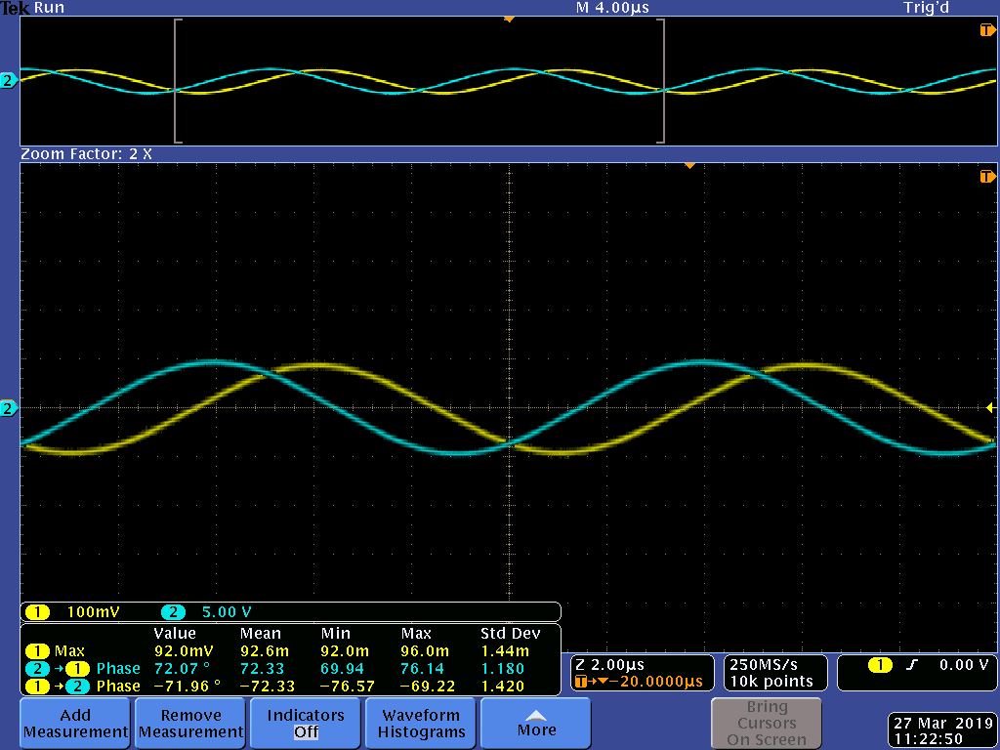 Tek Run M 4.00µs Trig'd
T
2
Zoom Factor: 2 X
T
2
1 100mV 2 5.00 V
Value Mean Min Max Std Dev
1 Max 92.0mV 92.6m 92.0m 96.0m 1.44m
2 →1 Phase 72.07 ° 72.33 69.94 76.14 1.180
1 →2 Phase −71.96 ° −72.33 −76.57 −69.22 1.420
Z 2.00µs
T→▼−20.0000µs
250MS/s
10k points
1 0.00 V
Add
Measurement
Remove
Measurement
Indicators
Off
Waveform
Histograms
More
Bring
Cursors
On Screen
27 Mar 2019
11:22:50